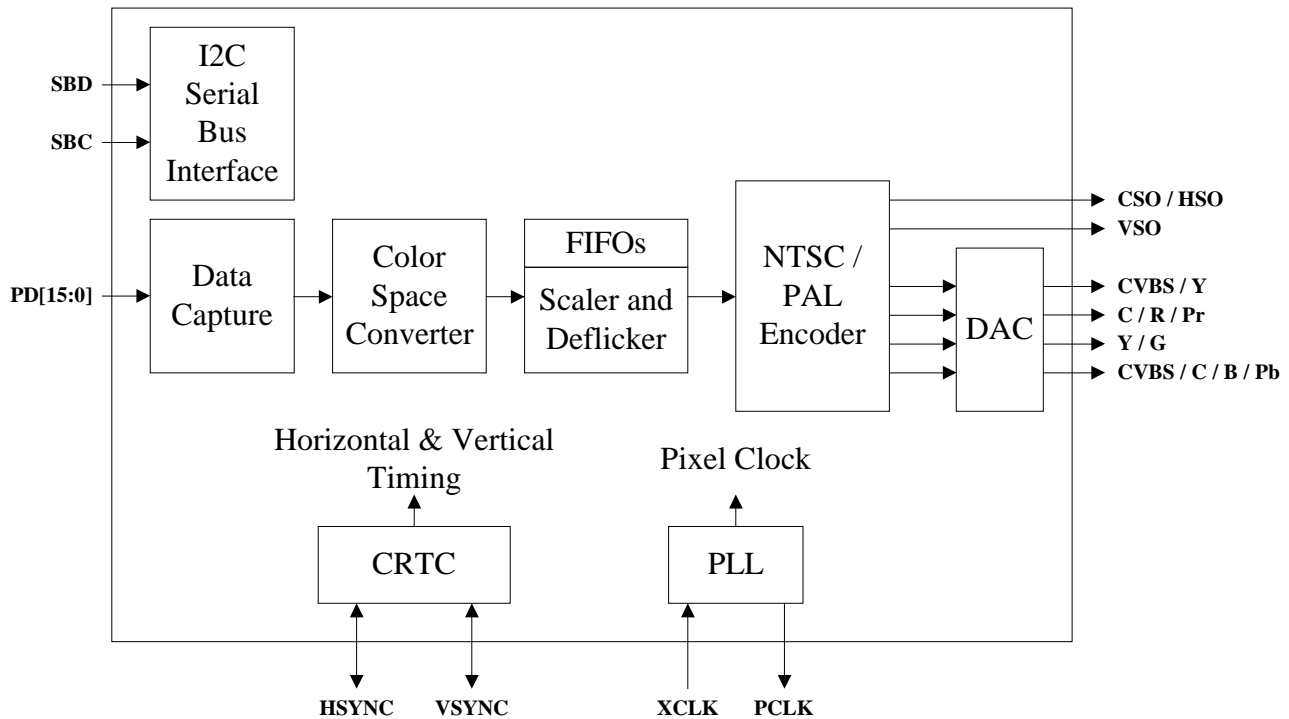 SBD
SBC
I2C
Serial
Bus
Interface
PD[15:0]
Data
Capture
Color
Space
Converter
FIFOs
Scaler and
Deflicker
NTSC /
PAL
Encoder
DAC
CSO / HSO
VSO
CVBS / Y
C / R / Pr
Y / G
CVBS / C / B / Pb
Horizontal & Vertical
Timing
CRTC
HSYNC
VSYNC
Pixel Clock
PLL
XCLK
PCLK